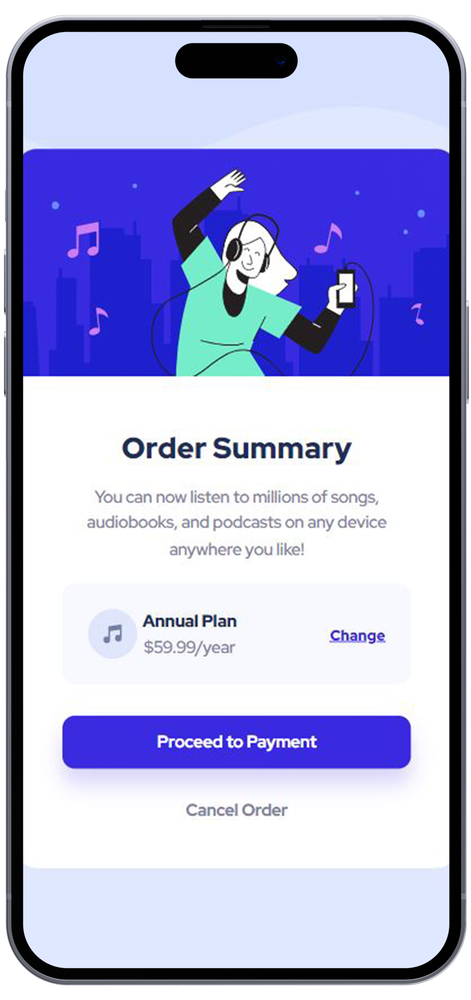 Order Summary
You can now listen to millions of songs,
audiobooks, and podcasts on any device
anywhere you like!
Annual Plan
$59.99/year
Change
Proceed to Payment
Cancel Order